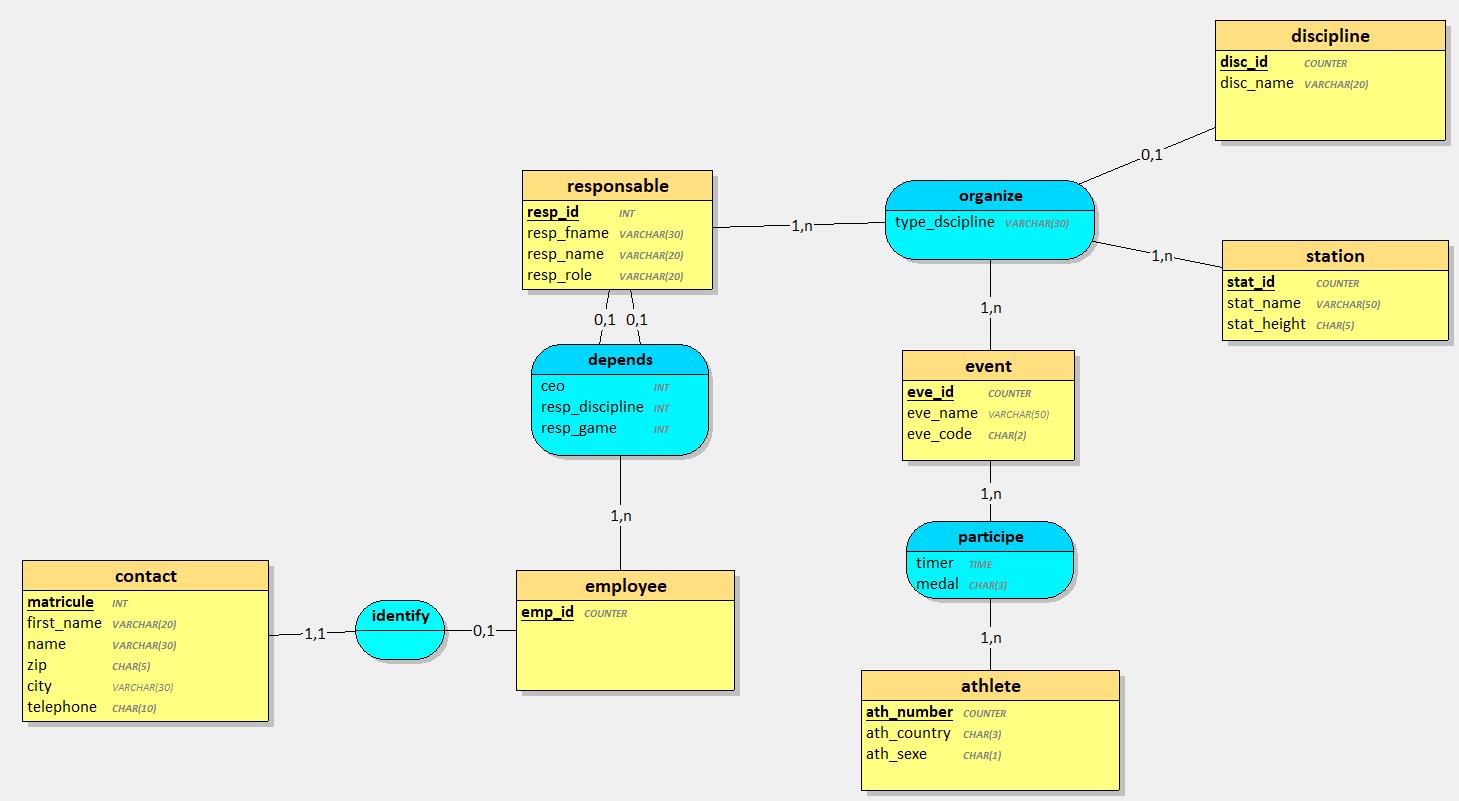 discipline
disc_id COUNTER
disc_name VARCHAR(20)
0,1
responsable
resp_id INT
resp_fname VARCHAR(30)
resp_name VARCHAR(20)
resp_role VARCHAR(20)
1,n
organize
type_dscipline VARCHAR(30)
1,n
station
stat_id COUNTER
stat_name VARCHAR(50)
stat_height CHAR(5)
0,1 0,1
1,n
depends
ceo INT
resp_discipline INT
resp_game INT
event
eve_id COUNTER
eve_name VARCHAR(50)
eve_code CHAR(2)
1,n
1,n
participe
timer TIME
medal CHAR(3)
contact
matricule INT
first_name VARCHAR(20)
name VARCHAR(30)
zip CHAR(5)
city VARCHAR(30)
telephone CHAR(10)
1,1
identify
0,1
employee
emp_id COUNTER
1,n
athlete
ath_number COUNTER
ath_country CHAR(3)
ath_sexe CHAR(1)